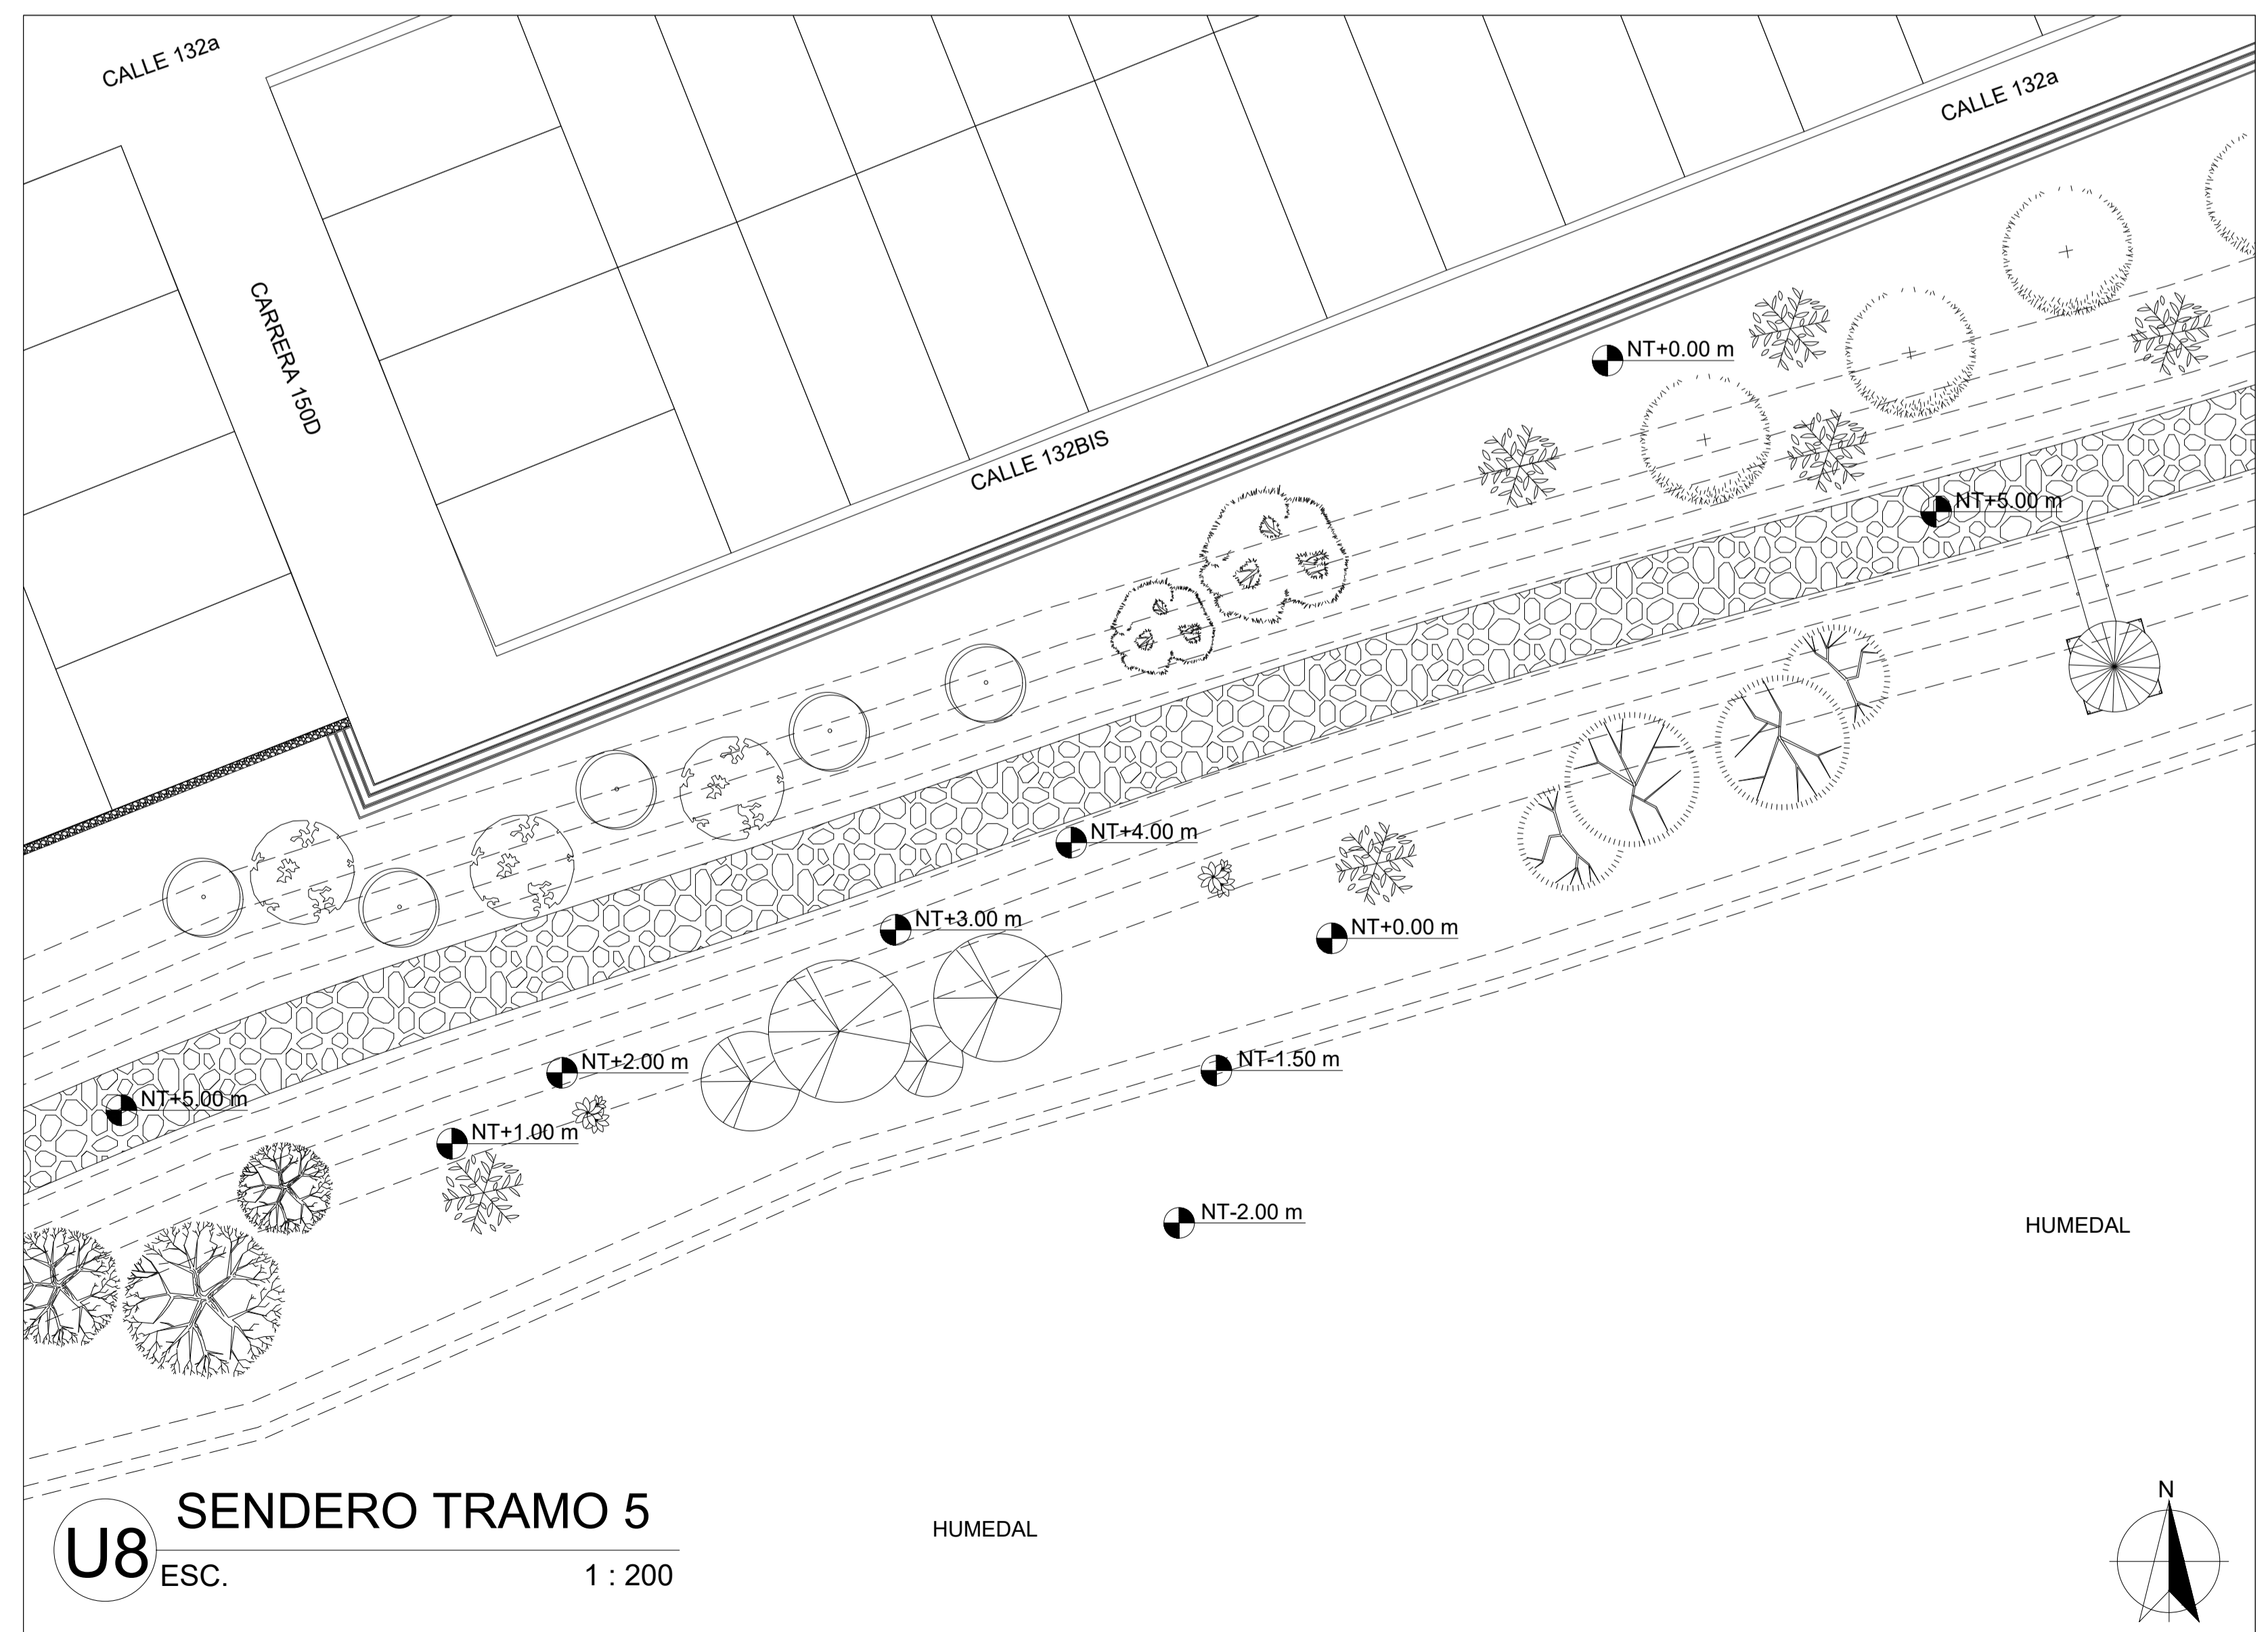 CALLE 132a
CALLE 132a
CARRERA 150D
NT+0.00 m
CALLE 132BIS
NT+5.00 m
NT+4.00 m
NT+3.00 m
NT+0.00 m
NT+2.00 m
NT-1.50 m
NT+5.00 m
NT+1.00 m
NT-2.00 m
HUMEDAL
N
SENDERO TRAMO 5
HUMEDAL
U8
ESC.
1 : 200